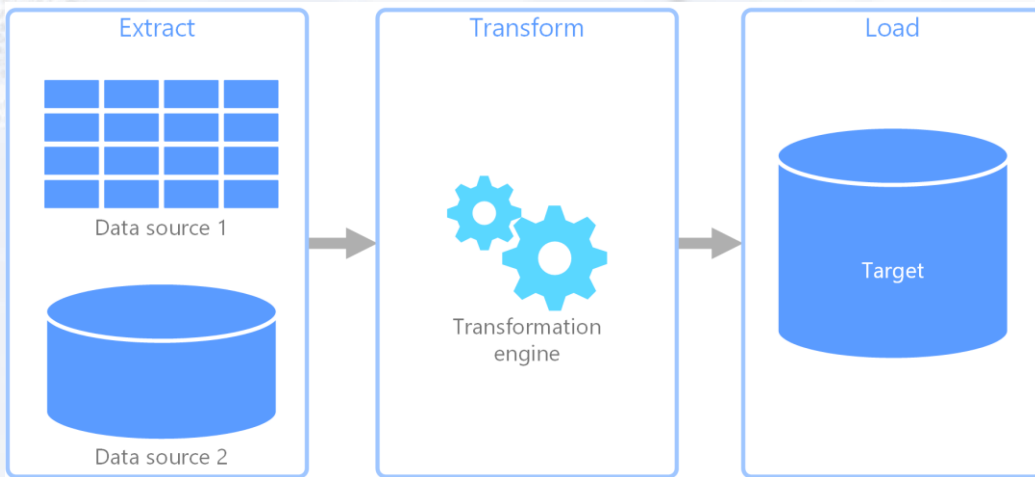 Extract
Transform
Load
Data source 1
Data source 2
Transformation
engine
Target